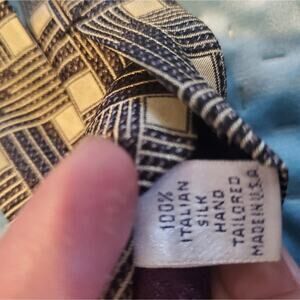 100%
ITALIAN
SILK
HAND
TAILORED
MADE IN U.S.A